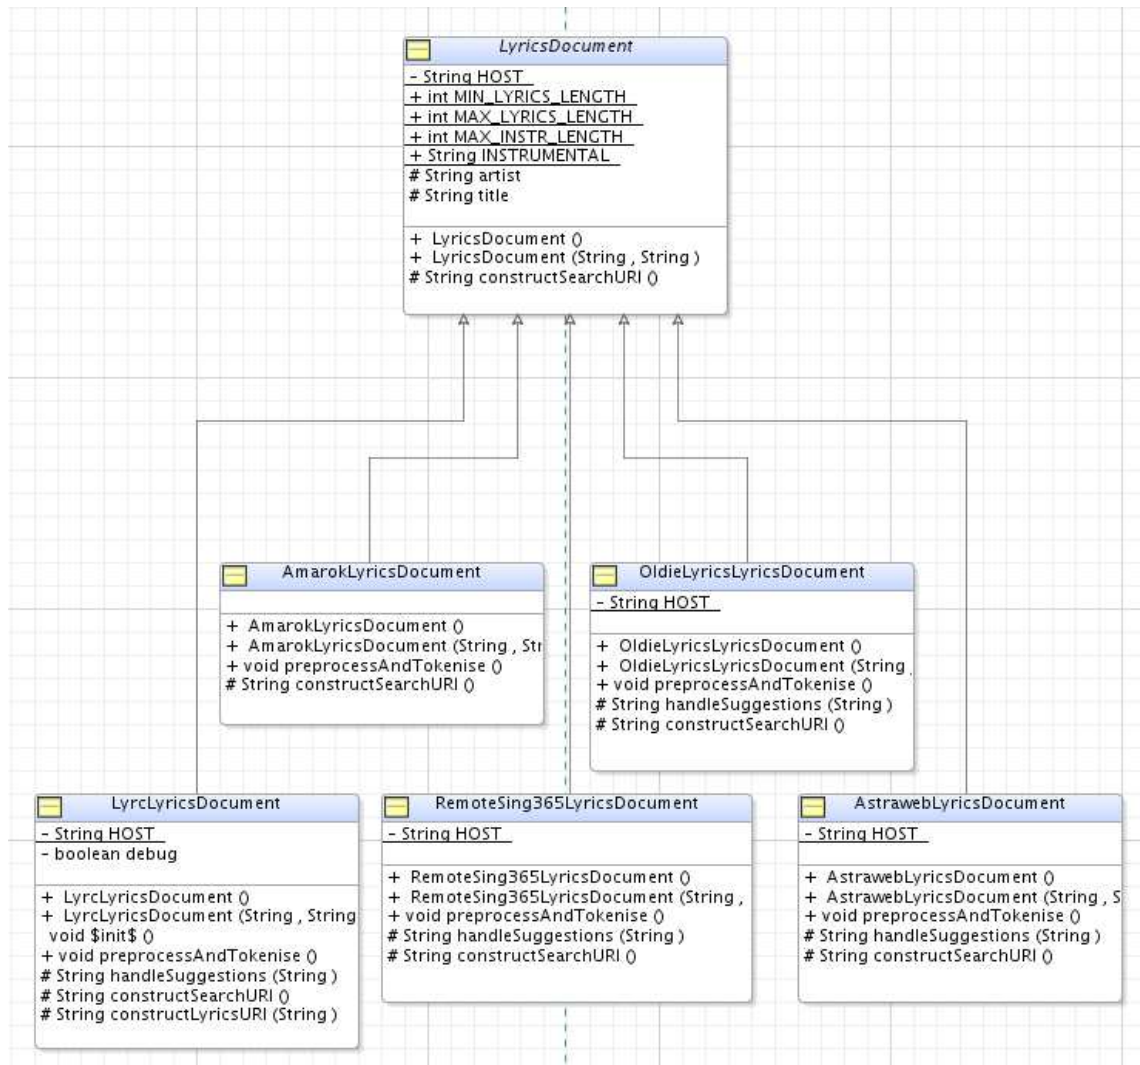 LyricsDocument
- String HOST
+ int MIN_LYRICS_LENGTH
+ int MAX_LYRICS_LENGTH
+ int MAX_INSTR_LENGTH
+ String INSTRUMENTAL
# String artist
# String title
+ LyricsDocument ()
+ LyricsDocument (String , String )
# String constructSearchURI ()
AmarokLyricsDocument
+ AmarokLyricsDocument ()
+ AmarokLyricsDocument (String , Str
+ void preprocessAndTokenise ()
# String constructSearchURI ()
OldieLyricsLyricsDocument
- String HOST
+ OldieLyricsLyricsDocument ()
+ OldieLyricsLyricsDocument (String ,
+ void preprocessAndTokenise ()
# String handleSuggestions (String )
# String constructSearchURI ()
LyrcLyricsDocument
- String HOST
- boolean debug
+ LyrcLyricsDocument ()
+ LyrcLyricsDocument (String , String
void $init$ ()
+ void preprocessAndTokenise ()
# String handleSuggestions (String )
# String constructSearchURI ()
# String constructLyricsURI (String )
RemoteSing365LyricsDocument
- String HOST
+ RemoteSing365LyricsDocument ()
+ RemoteSing365LyricsDocument (String ,
+ void preprocessAndTokenise ()
# String handleSuggestions (String )
# String constructSearchURI ()
AstrawebLyricsDocument
- String HOST
+ AstrawebLyricsDocument ()
+ AstrawebLyricsDocument (String , S
+ void preprocessAndTokenise ()
# String handleSuggestions (String )
# String constructSearchURI ()